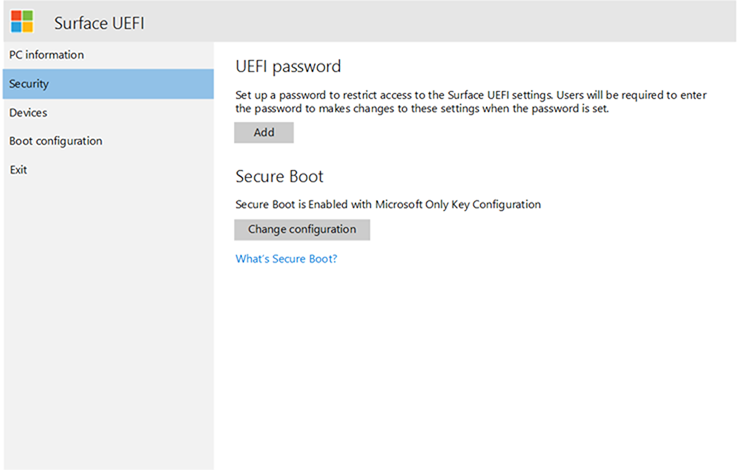 Surface UEFI
PC information
Security
Devices
Boot configuration
Exit
UEFI password
Set up a password to restrict access to the Surface UEFI settings. Users will be required to enter
the password to makes changes to these settings when the password is set.
Add
Secure Boot
Secure Boot is Enabled with Microsoft Only Key Configuration
Change configuration
What's Secure Boot?